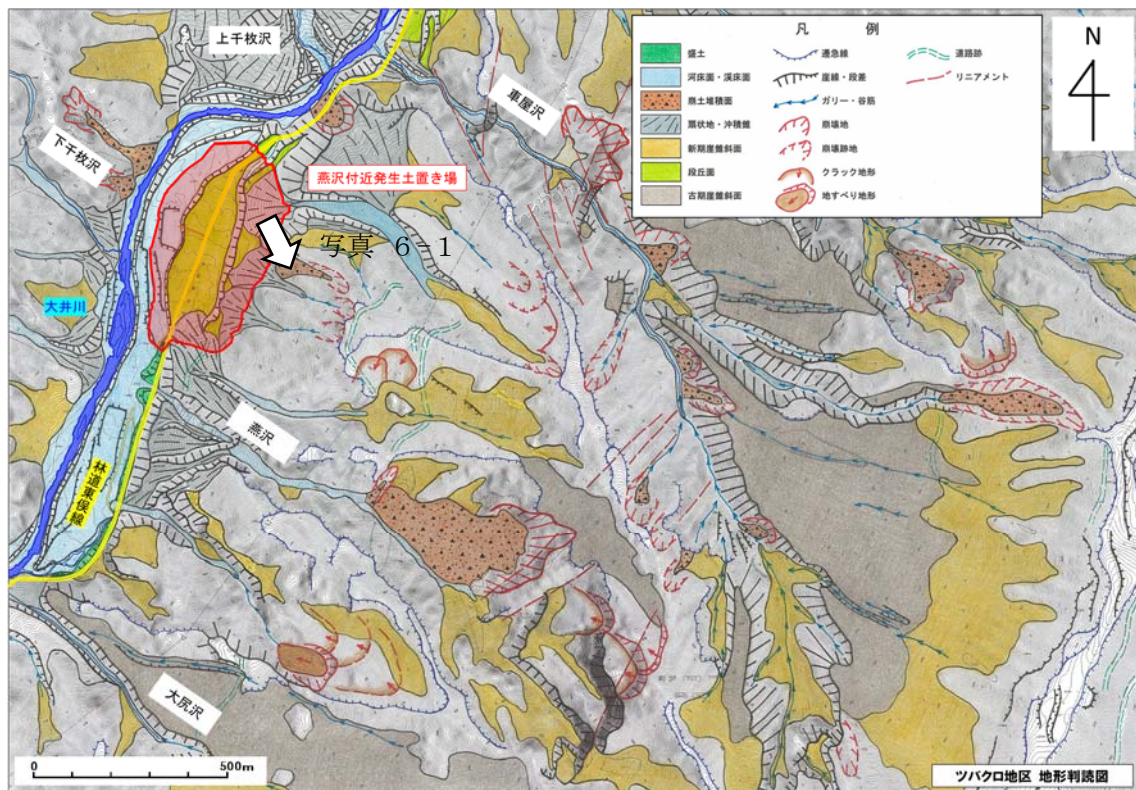 上千枚沢
車屋沢
下千枚沢
燕沢付近発生土置き場
写真 6-1
大井川
燕沢
林道東俣線
大尻沢
凡 例
盛土
河床面・渓床面
崩土堆積面
扇状地・沖積錐
新期崖錐斜面
段丘面
古期崖錐斜面
遷急線
崖線・段差
ガリー・谷筋
崩壊地
崩壊跡地
クラック地形
地すべり地形
道路跡
リニアメント
N
0 500m
ツバクロ地区 地形判読図